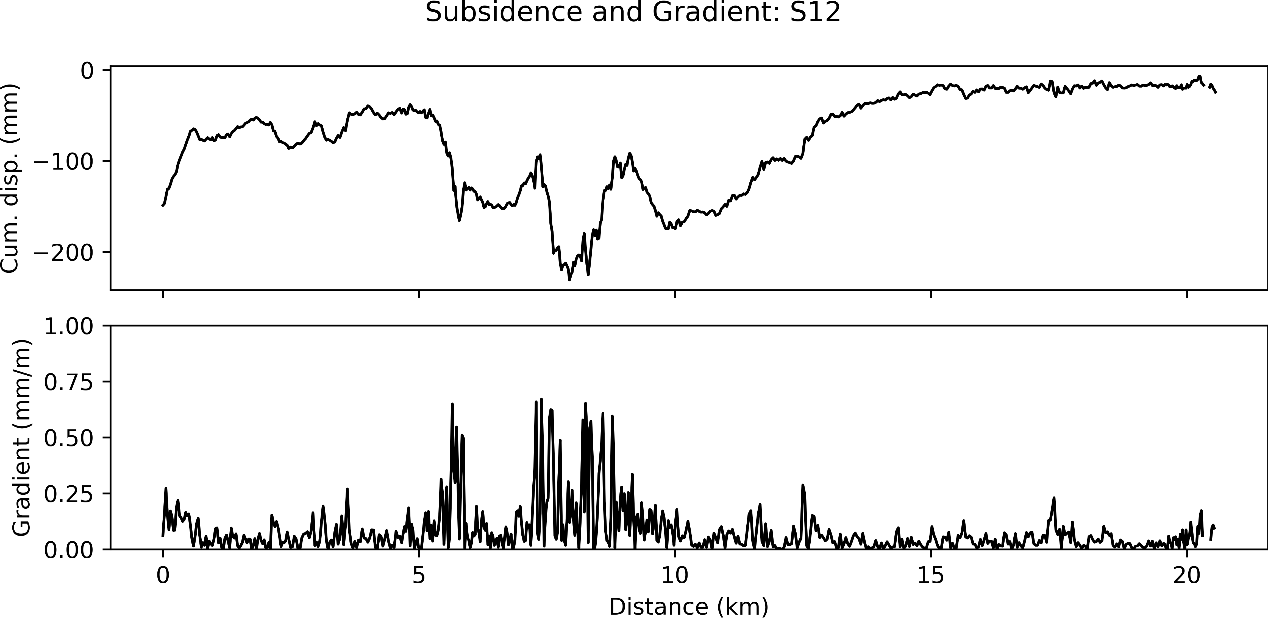 Subsidence and Gradient: S12
0
−100
−200
Cum. disp. (mm)
1.00
0.75
0.50
0.25
0.00
Gradient (mm/m)
0 5 10 15 20
Distance (km)